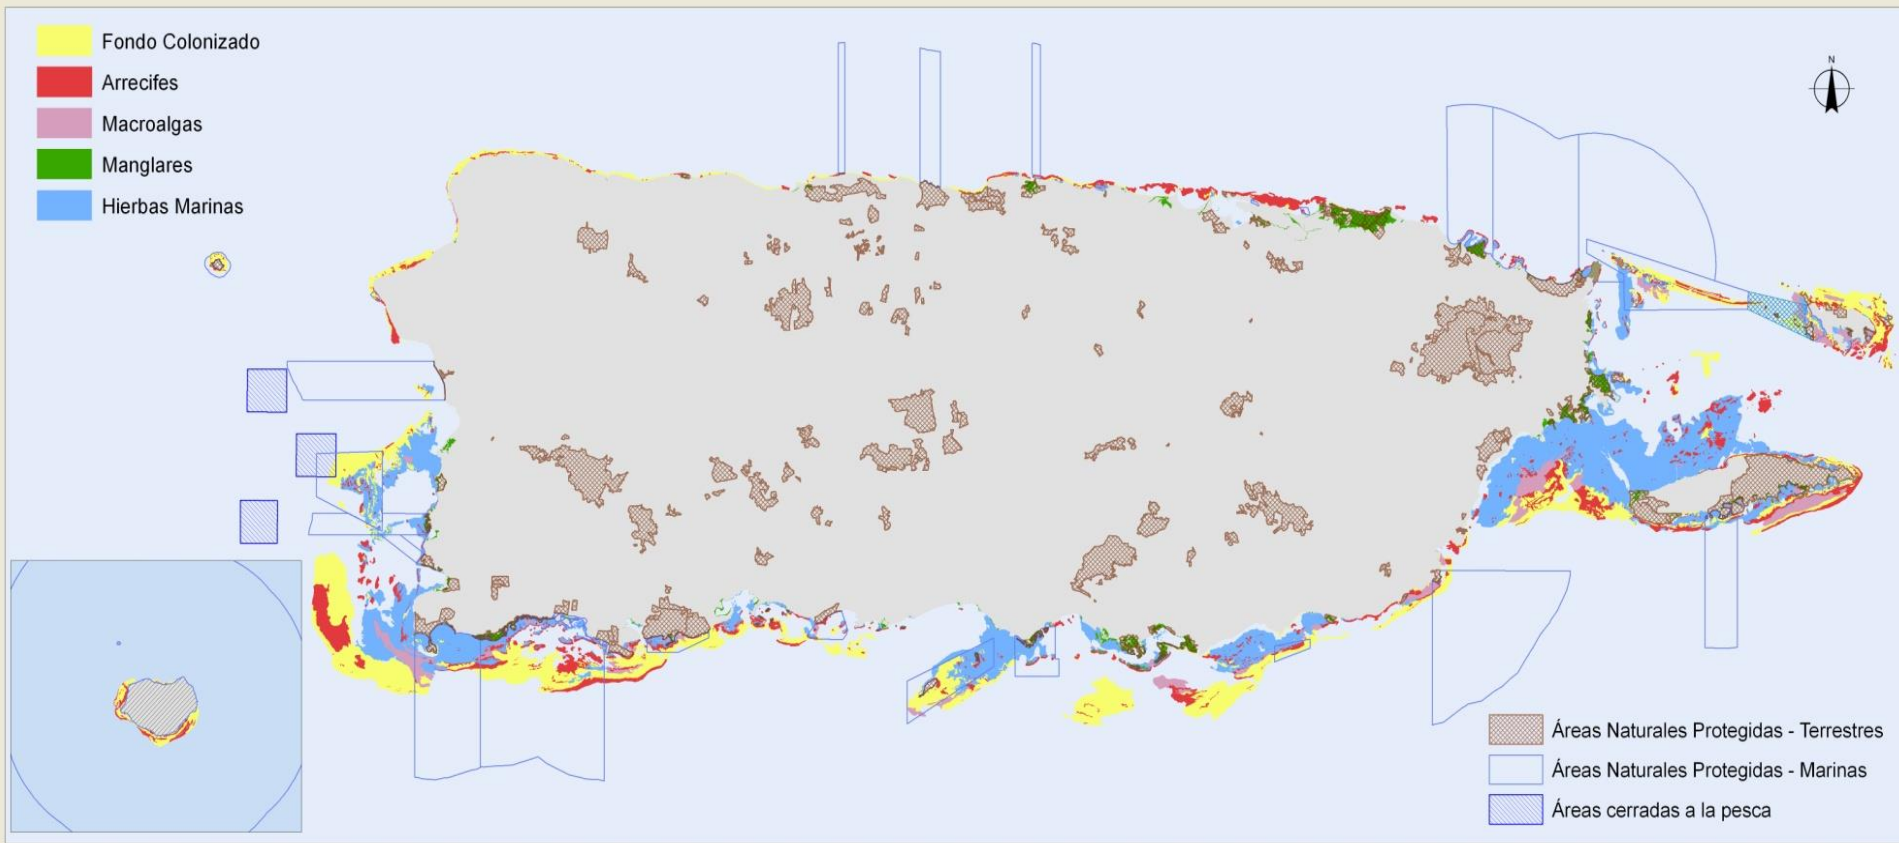 Fondo Colonizado
Arrecifes
Macroalgas
Manglares
Hierbas Marinas
N
Áreas Naturales Protegidas - Terrestres
Áreas Naturales Protegidas - Marinas
Áreas cerradas a la pesca